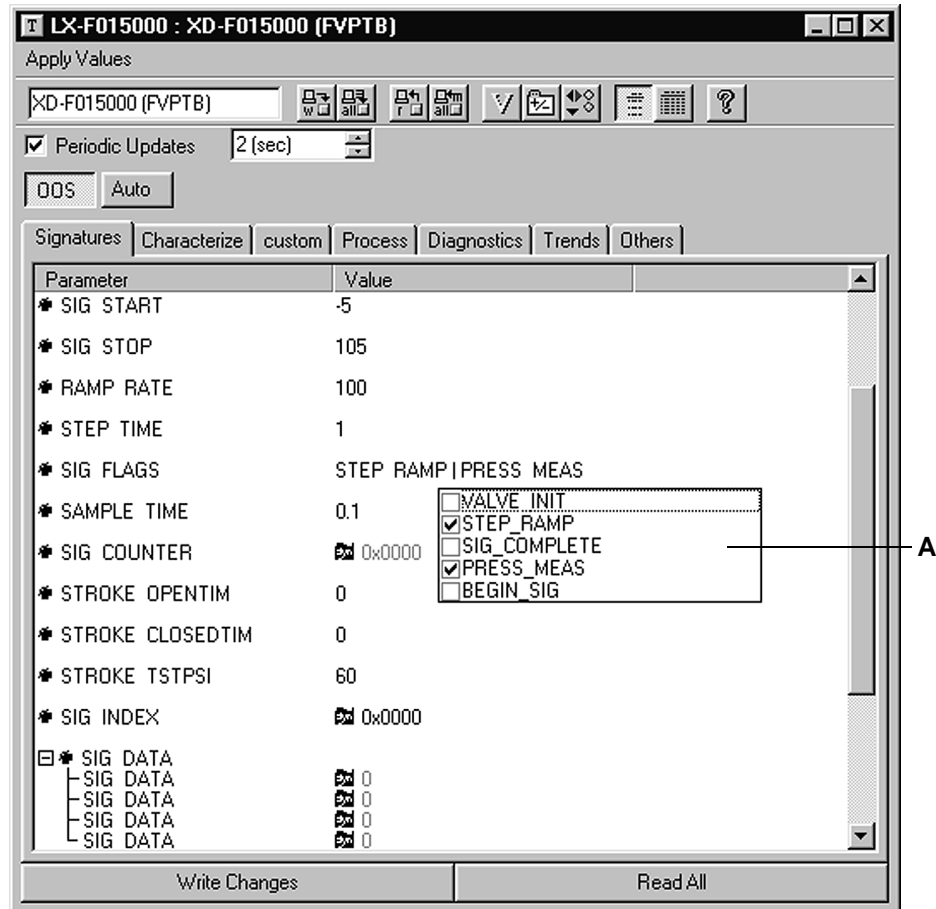 LX-F015000 : XD-F015000 (FVPTB)
Apply Values
XD-F015000 (FVPTB)
w all r all ?
Periodic Updates 2 (sec)
OOS Auto
Signatures Characterize custom Process Diagnostics Trends Others
Parameter Value
SIG START -5
SIG STOP 105
RAMP RATE 100
STEP TIME 1
SIG FLAGS STEP RAMP|PRESS MEAS
VALVE_INIT
SAMPLE TIME 0.1
STEP_RAMP
SIG_COMPLETE A
SIG COUNTER 0x0000
PRESS_MEAS
BEGIN_SIG
STROKE OPENTIM 0
STROKE CLOSEDTIM 0
STROKE TSTPSI 60
SIG INDEX 0x0000
SIG DATA
SIG DATA 0
SIG DATA 0
SIG DATA 0
SIG DATA 0
Write Changes Read All